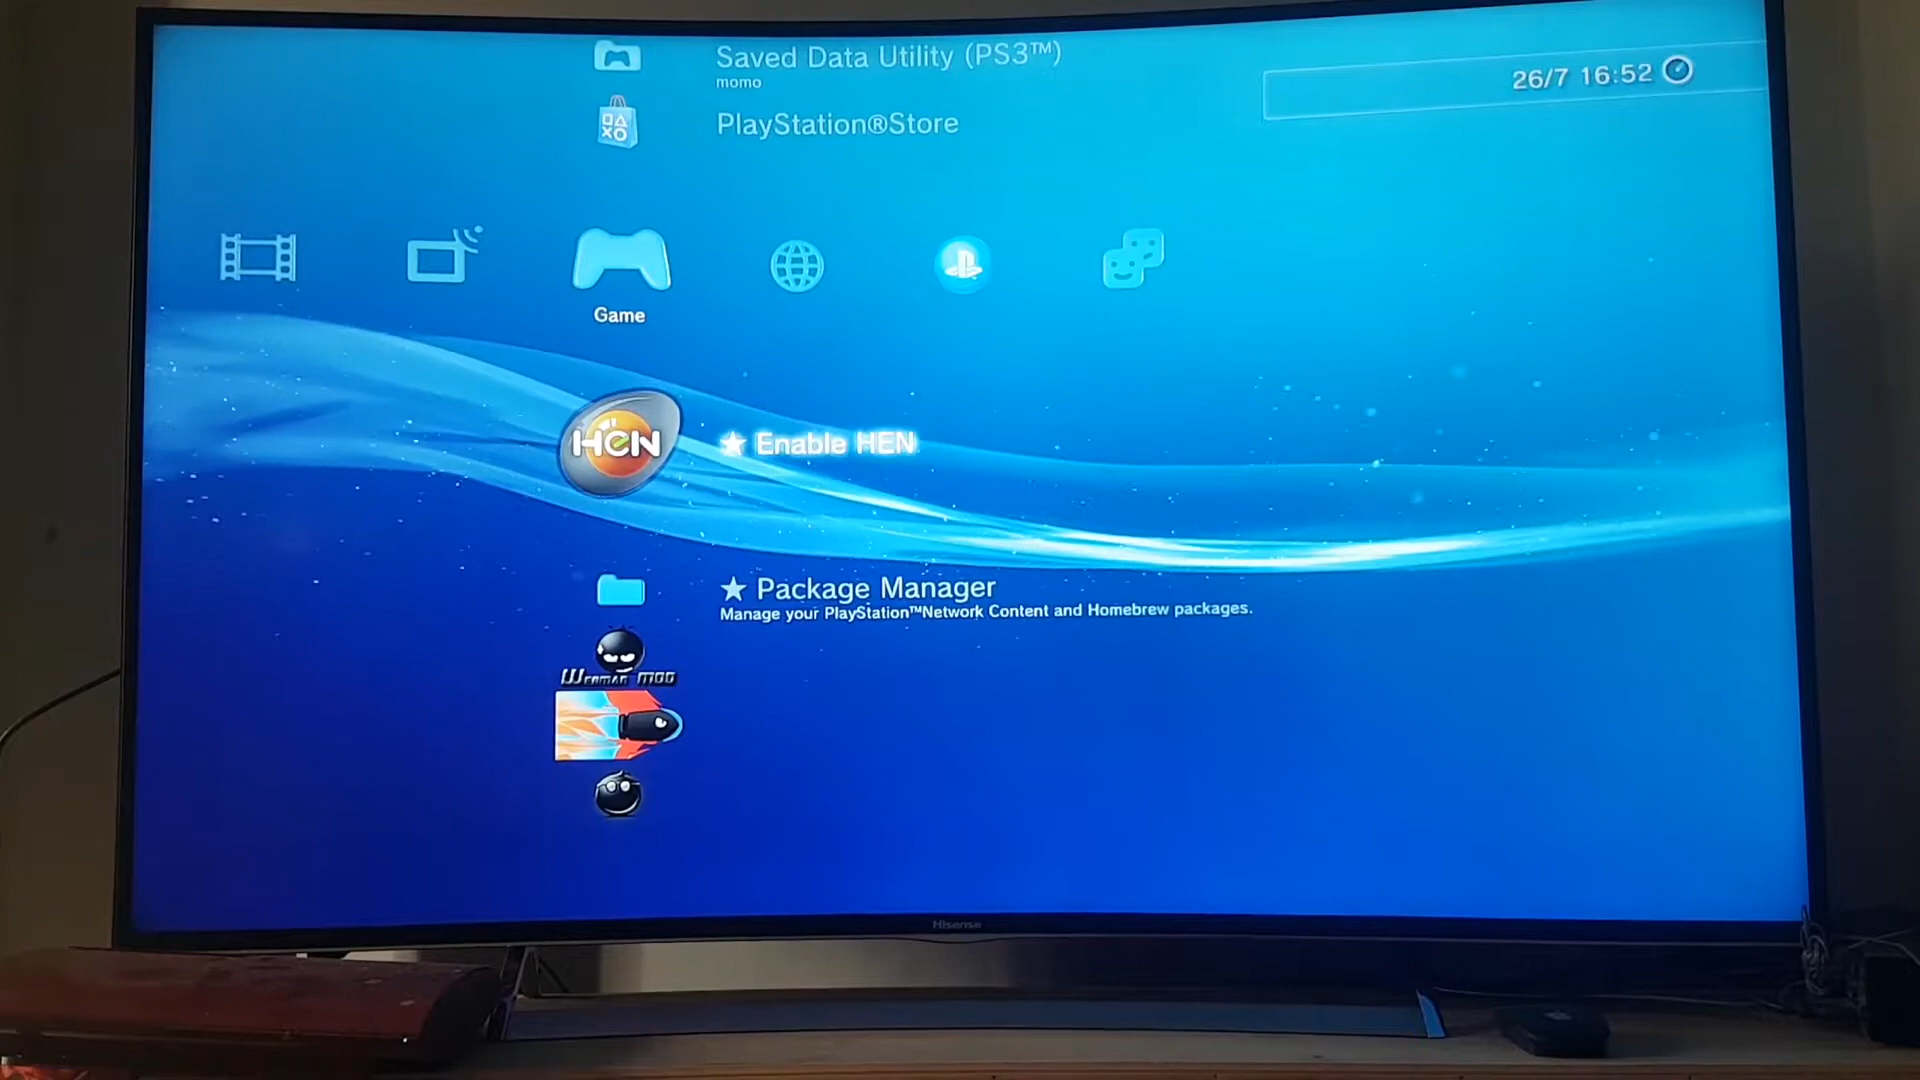 Saved Data Utility (PS3™)
momo
PlayStation®Store
26/7 16:52
Game
HEN
★ Enable HEN
★ Package Manager
Manage your PlayStation™Network Content and Homebrew packages.
WebMAN MOD
Hisense